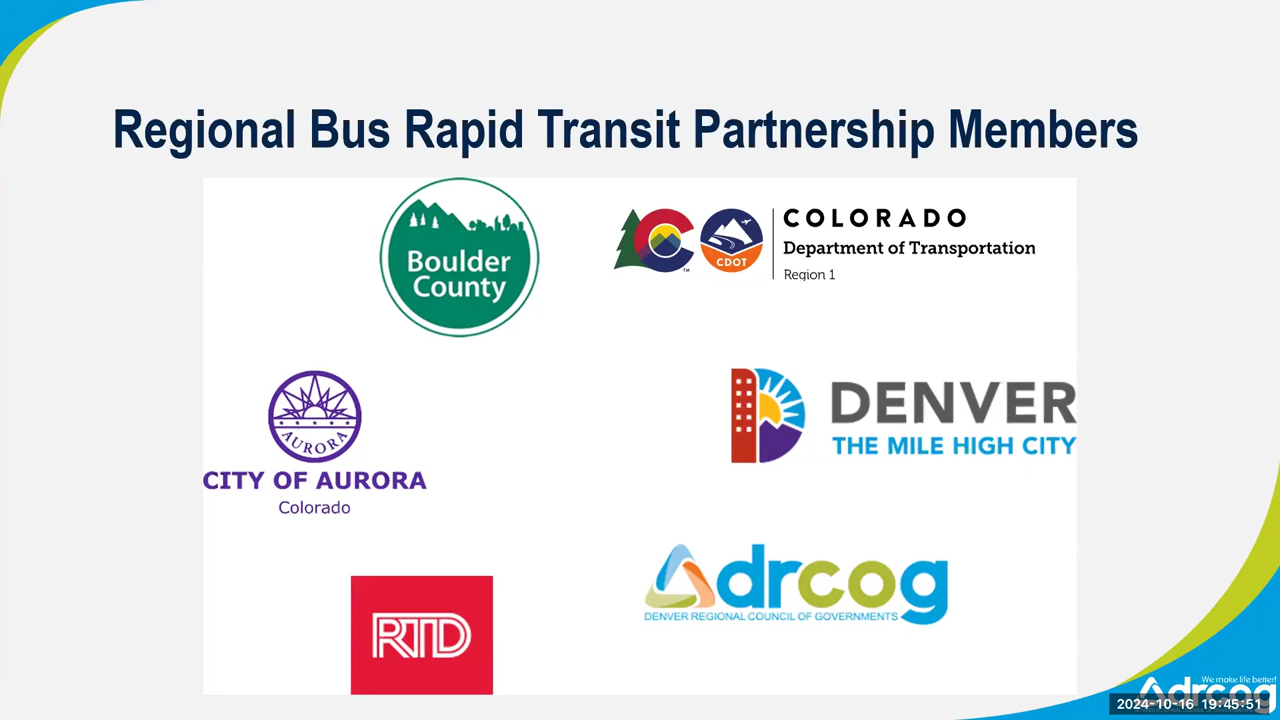 Regional Bus Rapid Transit Partnership Members
Boulder
County
CDOT
TM
COLORADO
Department of Transportation
Region 1
AURORA
CITY OF AURORA
Colorado
DENVER
THE MILE HIGH CITY
RTD
drcog
DENVER REGIONAL COUNCIL OF GOVERNMENTS
We make life better!
drcog
2024-10-16 19:45:51